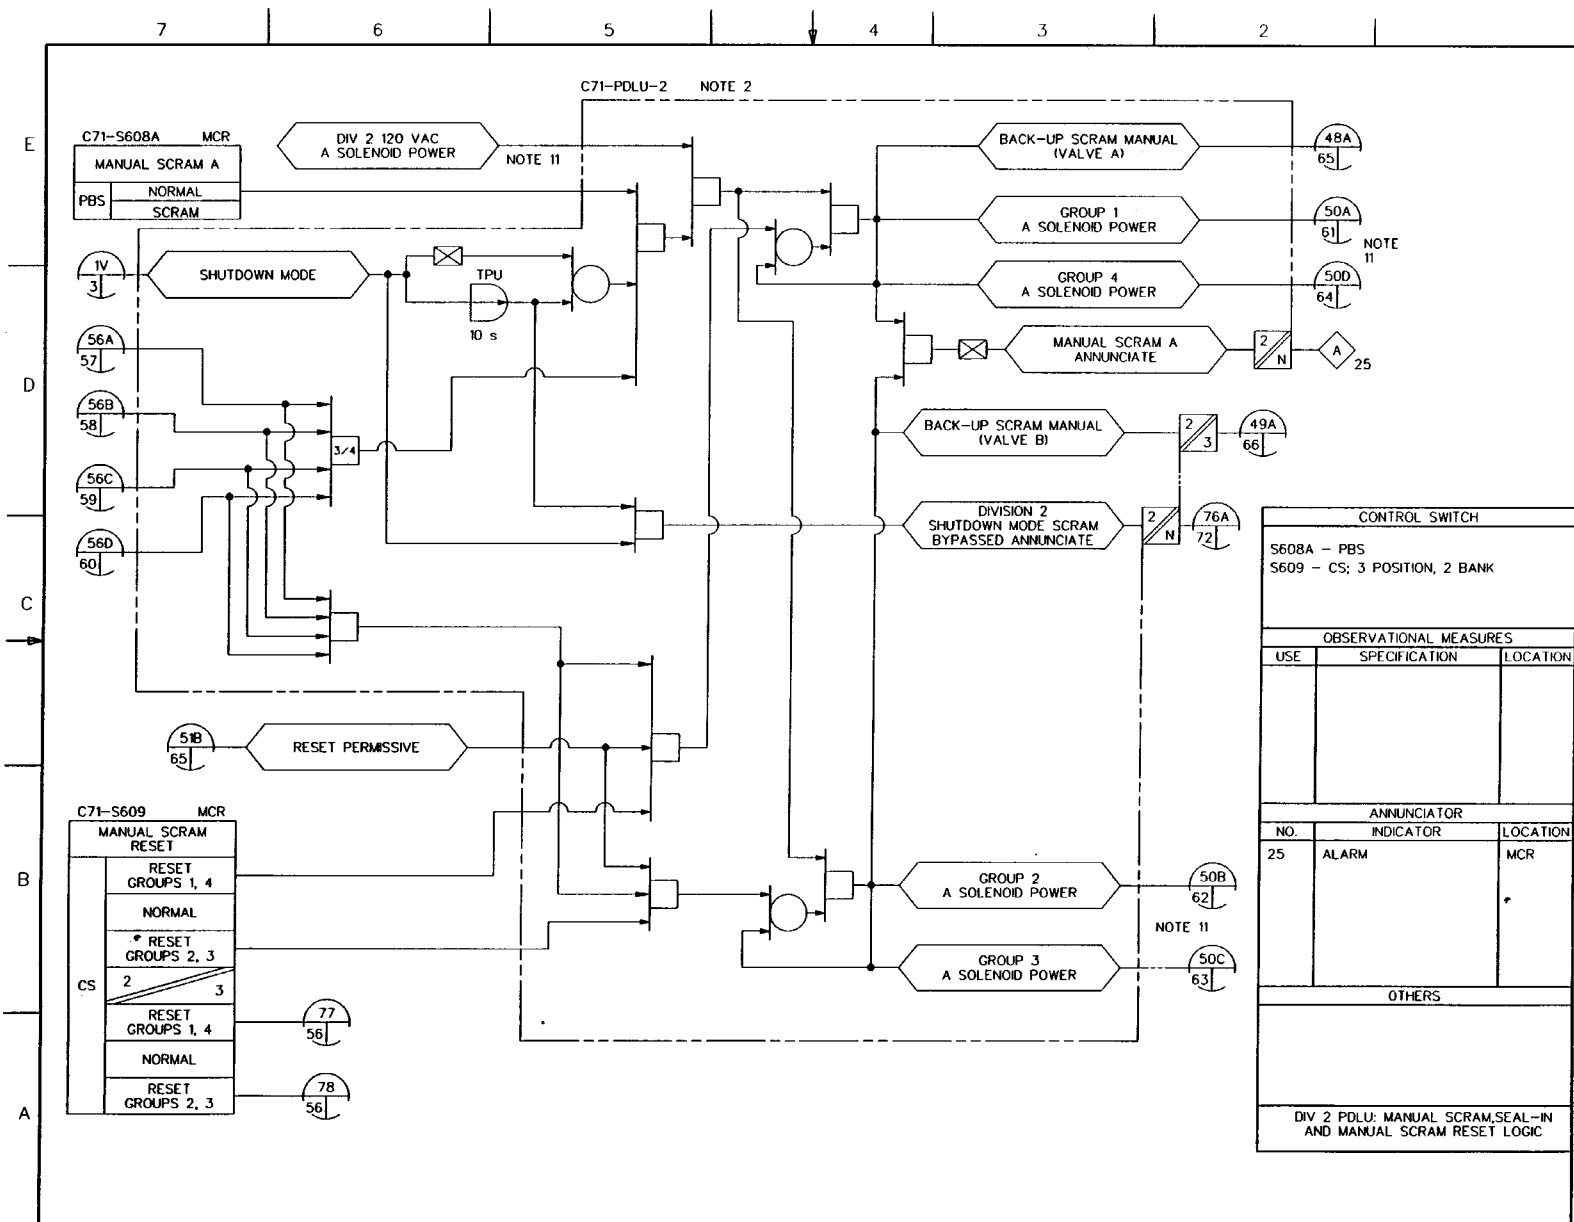 7 6 5 4 3 2
C71-PDLU-2 NOTE 2
E
C71-S608A MCR
MANUAL SCRAM A
PBS
NORMAL
SCRAM
DIV 2 120 VAC
A SOLENOID POWER
NOTE 11
BACK-UP SCRAM MANUAL
(VALVE A)
48A
65
GROUP 1
A SOLENOID POWER
50A
61
NOTE
11
1V
3
SHUTDOWN MODE
TPU
10 s
GROUP 4
A SOLENOID POWER
50D
64
MANUAL SCRAM A
ANNUNCIATE
2
N
A
25
D
56A
57
56B
58
56C
59
56D
60
3/4
BACK-UP SCRAM MANUAL
(VALVE B)
2
3
49A
66
DIVISION 2
SHUTDOWN MODE SCRAM
BYPASSED ANNUNCIATE
2
N
76A
72
C
51B
65
RESET PERMISSIVE
C71-S609 MCR
MANUAL SCRAM
RESET
CS
RESET
GROUPS 1, 4
NORMAL
RESET
GROUPS 2, 3
2
3
RESET
GROUPS 1, 4
NORMAL
RESET
GROUPS 2, 3
77
56
78
56
B
A
GROUP 2
A SOLENOID POWER
50B
62
NOTE 11
GROUP 3
A SOLENOID POWER
50C
63
CONTROL SWITCH
S608A - PBS
S609 - CS; 3 POSITION, 2 BANK
OBSERVATIONAL MEASURES
USE SPECIFICATION LOCATION
ANNUNCIATOR
NO. INDICATOR LOCATION
25 ALARM MCR
OTHERS
DIV 2 PDLU: MANUAL SCRAM,SEAL-IN
AND MANUAL SCRAM RESET LOGIC